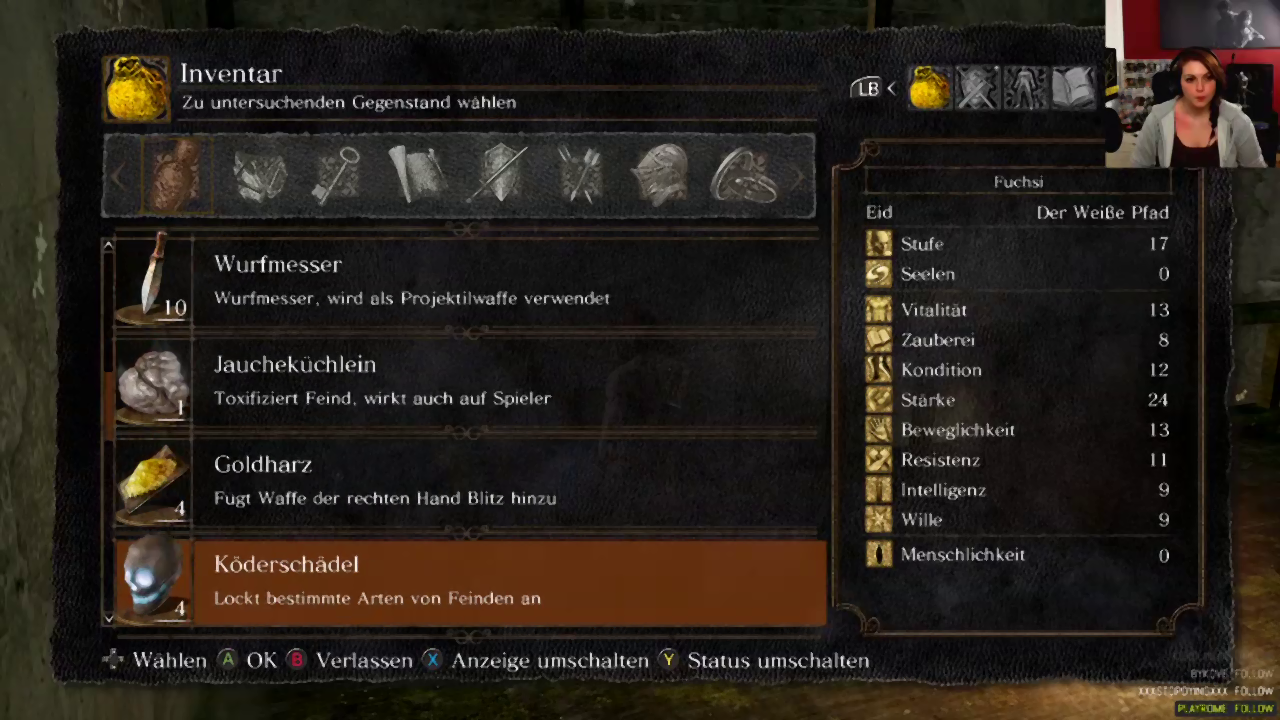 Inventar
Zu untersuchenden Gegenstand wählen
LB
Wurfmesser
Wurfmesser, wird als Projektilwaffe verwendet
10
Jaucheküchlein
Toxifiziert Feind, wirkt auch auf Spieler
1
Goldharz
Fugt Waffe der rechten Hand Blitz hinzu
4
Köderschädel
Lockt bestimmte Arten von Feinden an
4
Fuchsi
Eid Der Weiße Pfad
Stufe 17
Seelen 0
Vitalität 13
Zauberei 8
Kondition 12
Stärke 24
Beweglichkeit 13
Resistenz 11
Intelligenz 9
Wille 9
Menschlichkeit 0
Wählen A OK B Verlassen X Anzeige umschalten Y Status umschalten
FOLLOW
FOLLOW
PLAYROME FOLLOW